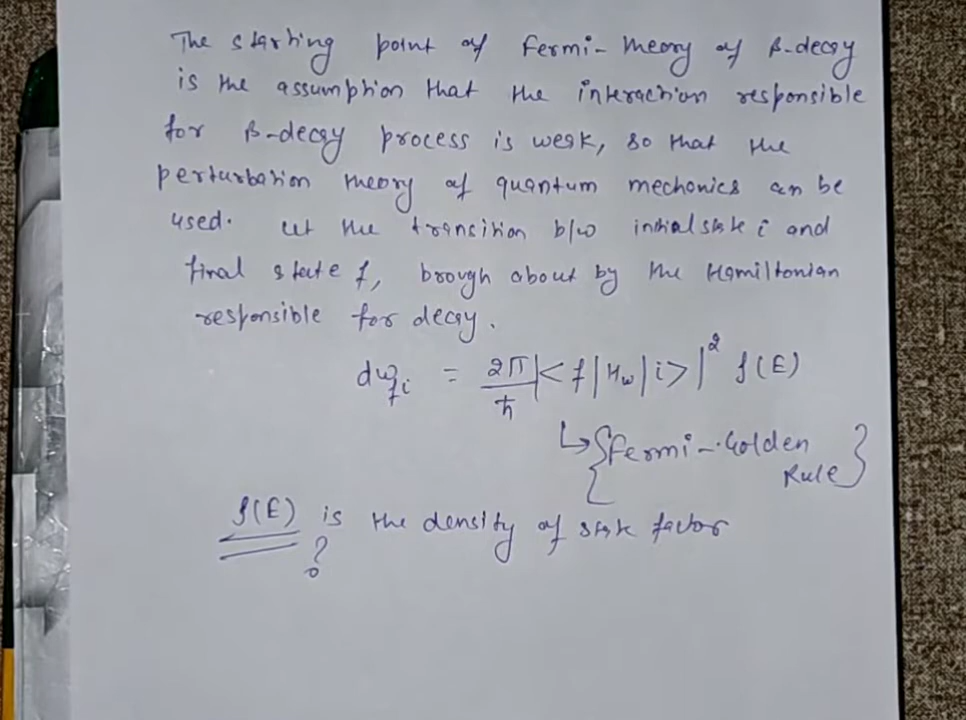 The starting point of Fermi- theory of β-decay
is the assumption that the interaction responsible
for β-decay process is weak, so that the
perturbation theory of quantum mechanics can be
used. let the transition b/w initial state i and
final state f, brough about by the Hamiltonian
responsible for decay.
dω_fi = 2π/ħ |<f|H_w|i>|² ρ(E)
↳ {Fermi-Golden
Rule}
ρ(E) is the density of state factor
?